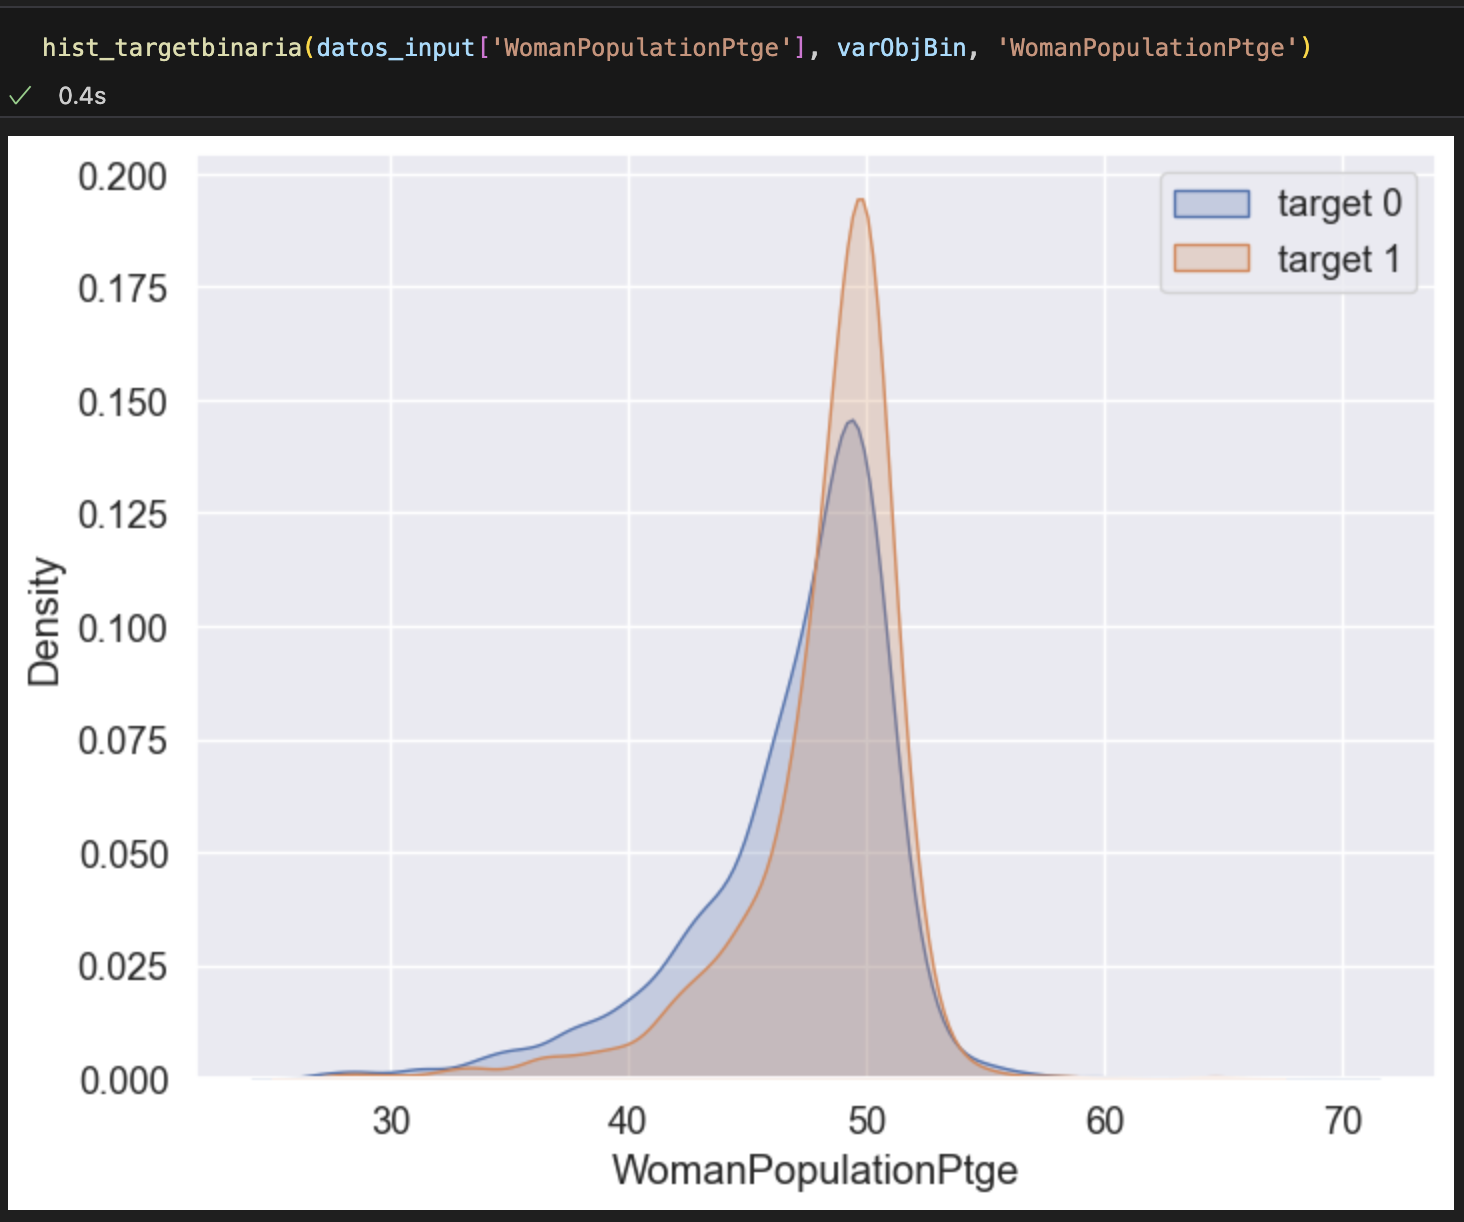 hist_targetbinaria(datos_input['WomanPopulationPtge'], varObjBin, 'WomanPopulationPtge')
0.4s
0.200
0.175
0.150
0.125
0.100
0.075
0.050
0.025
0.000
Density
target 0
target 1
30 40 50 60 70
WomanPopulationPtge